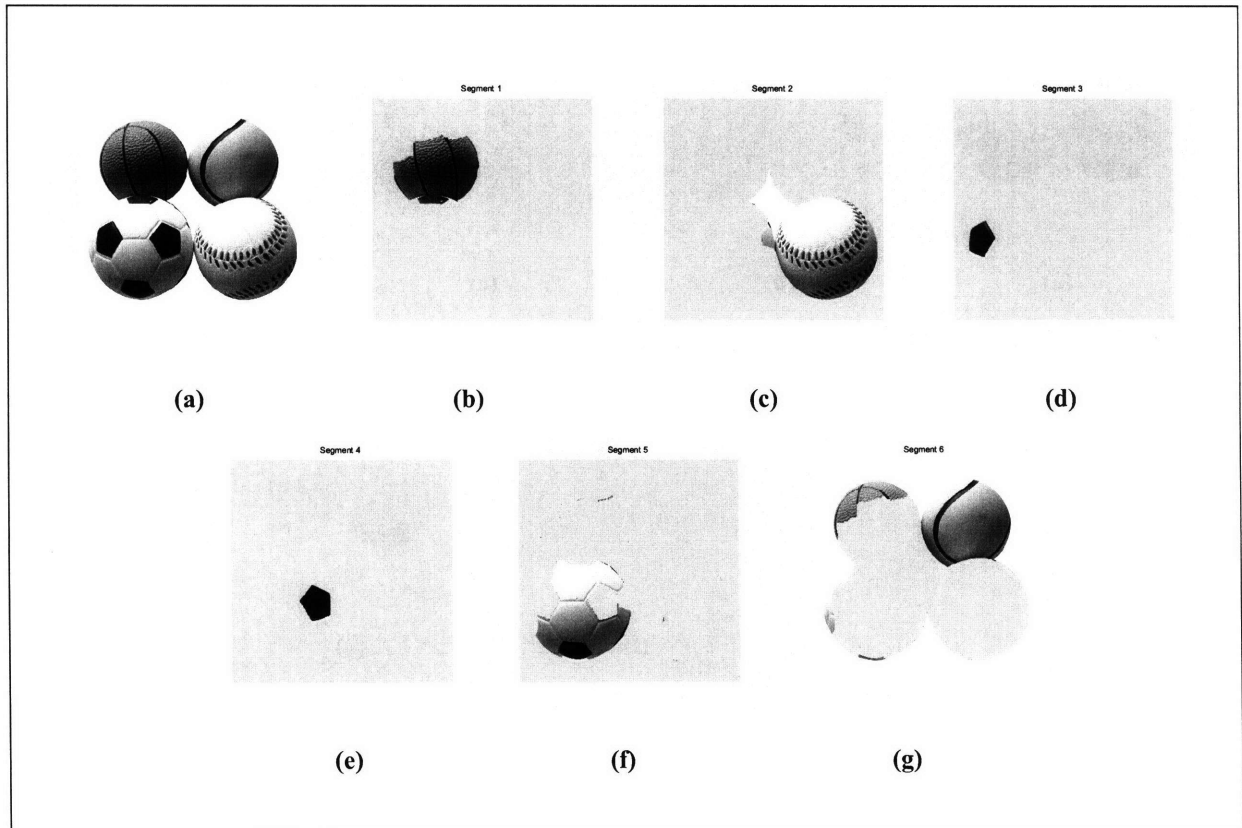 Segment 1
Segment 2
Segment 3
(a)
(b)
(c)
(d)
Segment 4
Segment 5
Segment 6
(e)
(f)
(g)